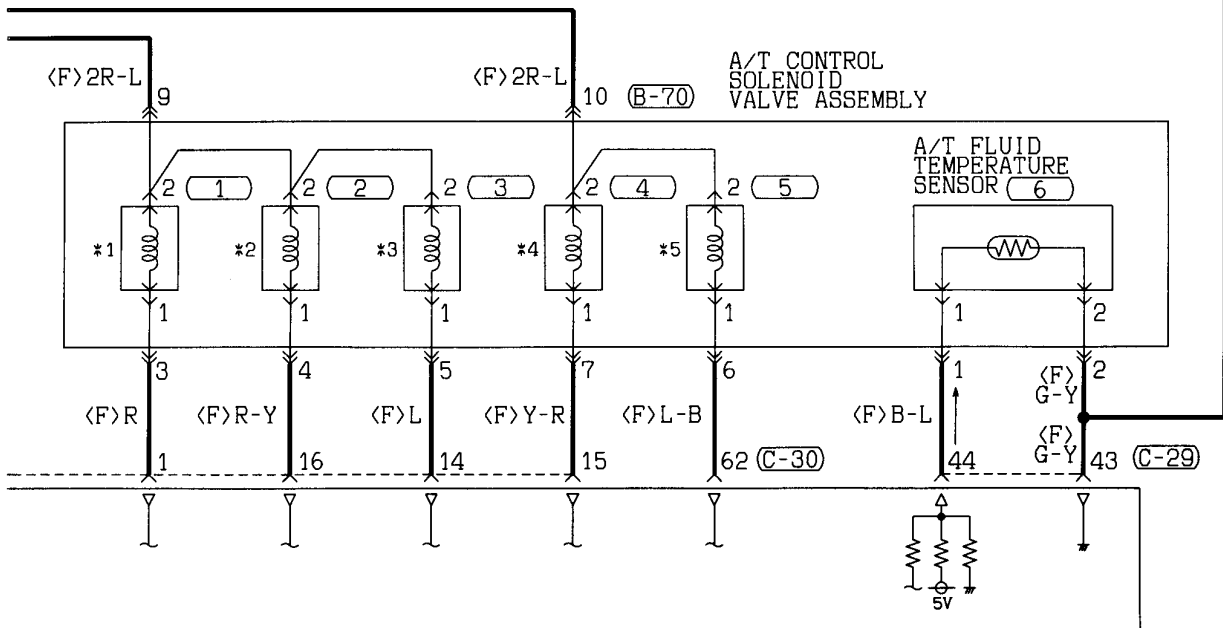 <F>2R-L
9
<F>2R-L
10
B-70
A/T CONTROL
SOLENOID
VALVE ASSEMBLY
A/T FLUID
TEMPERATURE
SENSOR
6
2
1
2
2
2
3
2
4
2
5
*1
*2
*3
*4
*5
1
1
1
1
1
1
2
3
4
5
7
6
1
2
<F>R
<F>R-Y
<F>L
<F>Y-R
<F>L-B
<F>B-L
<F>
G-Y
<F>
G-Y
1
16
14
15
62
C-30
44
43
C-29
5V